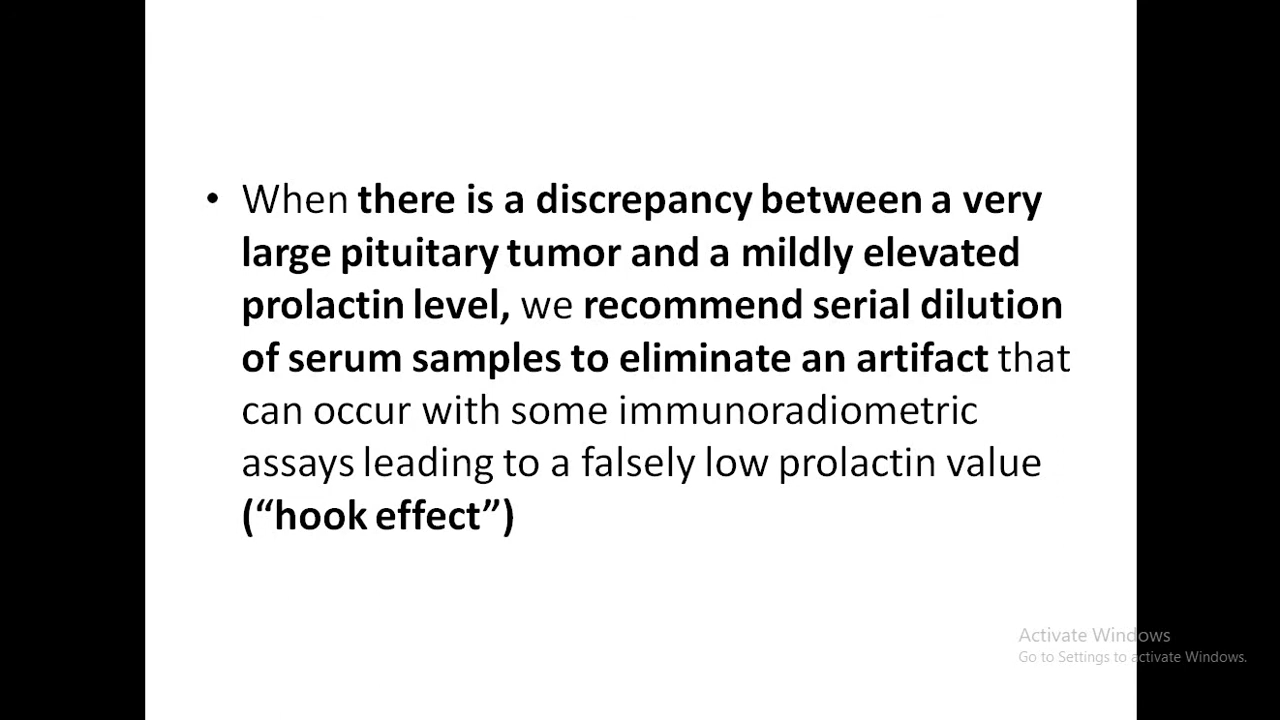 • When there is a discrepancy between a very
large pituitary tumor and a mildly elevated
prolactin level, we recommend serial dilution
of serum samples to eliminate an artifact that
can occur with some immunoradiometric
assays leading to a falsely low prolactin value
(“hook effect”)
Activate Windows
Go to Settings to activate Windows.